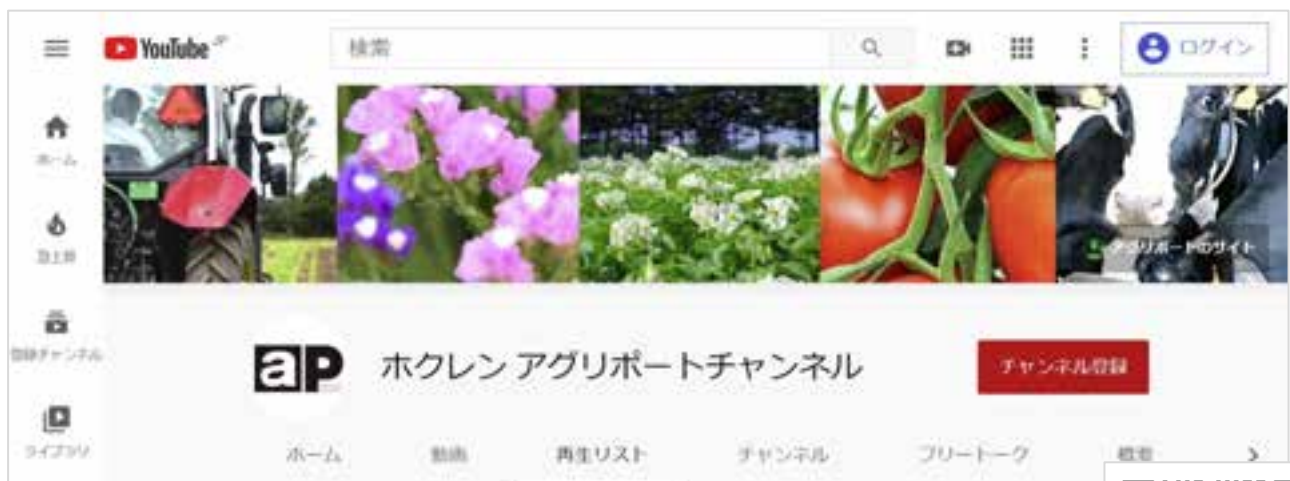 YouTube JP
検索
ログイン
ホーム
急上昇
登録チャンネル
ライブラリ
アグリポートのサイト
aP
ホクレン アグリポートチャンネル
チャンネル登録
ホーム 動画 再生リスト チャンネル フリートーク 概要